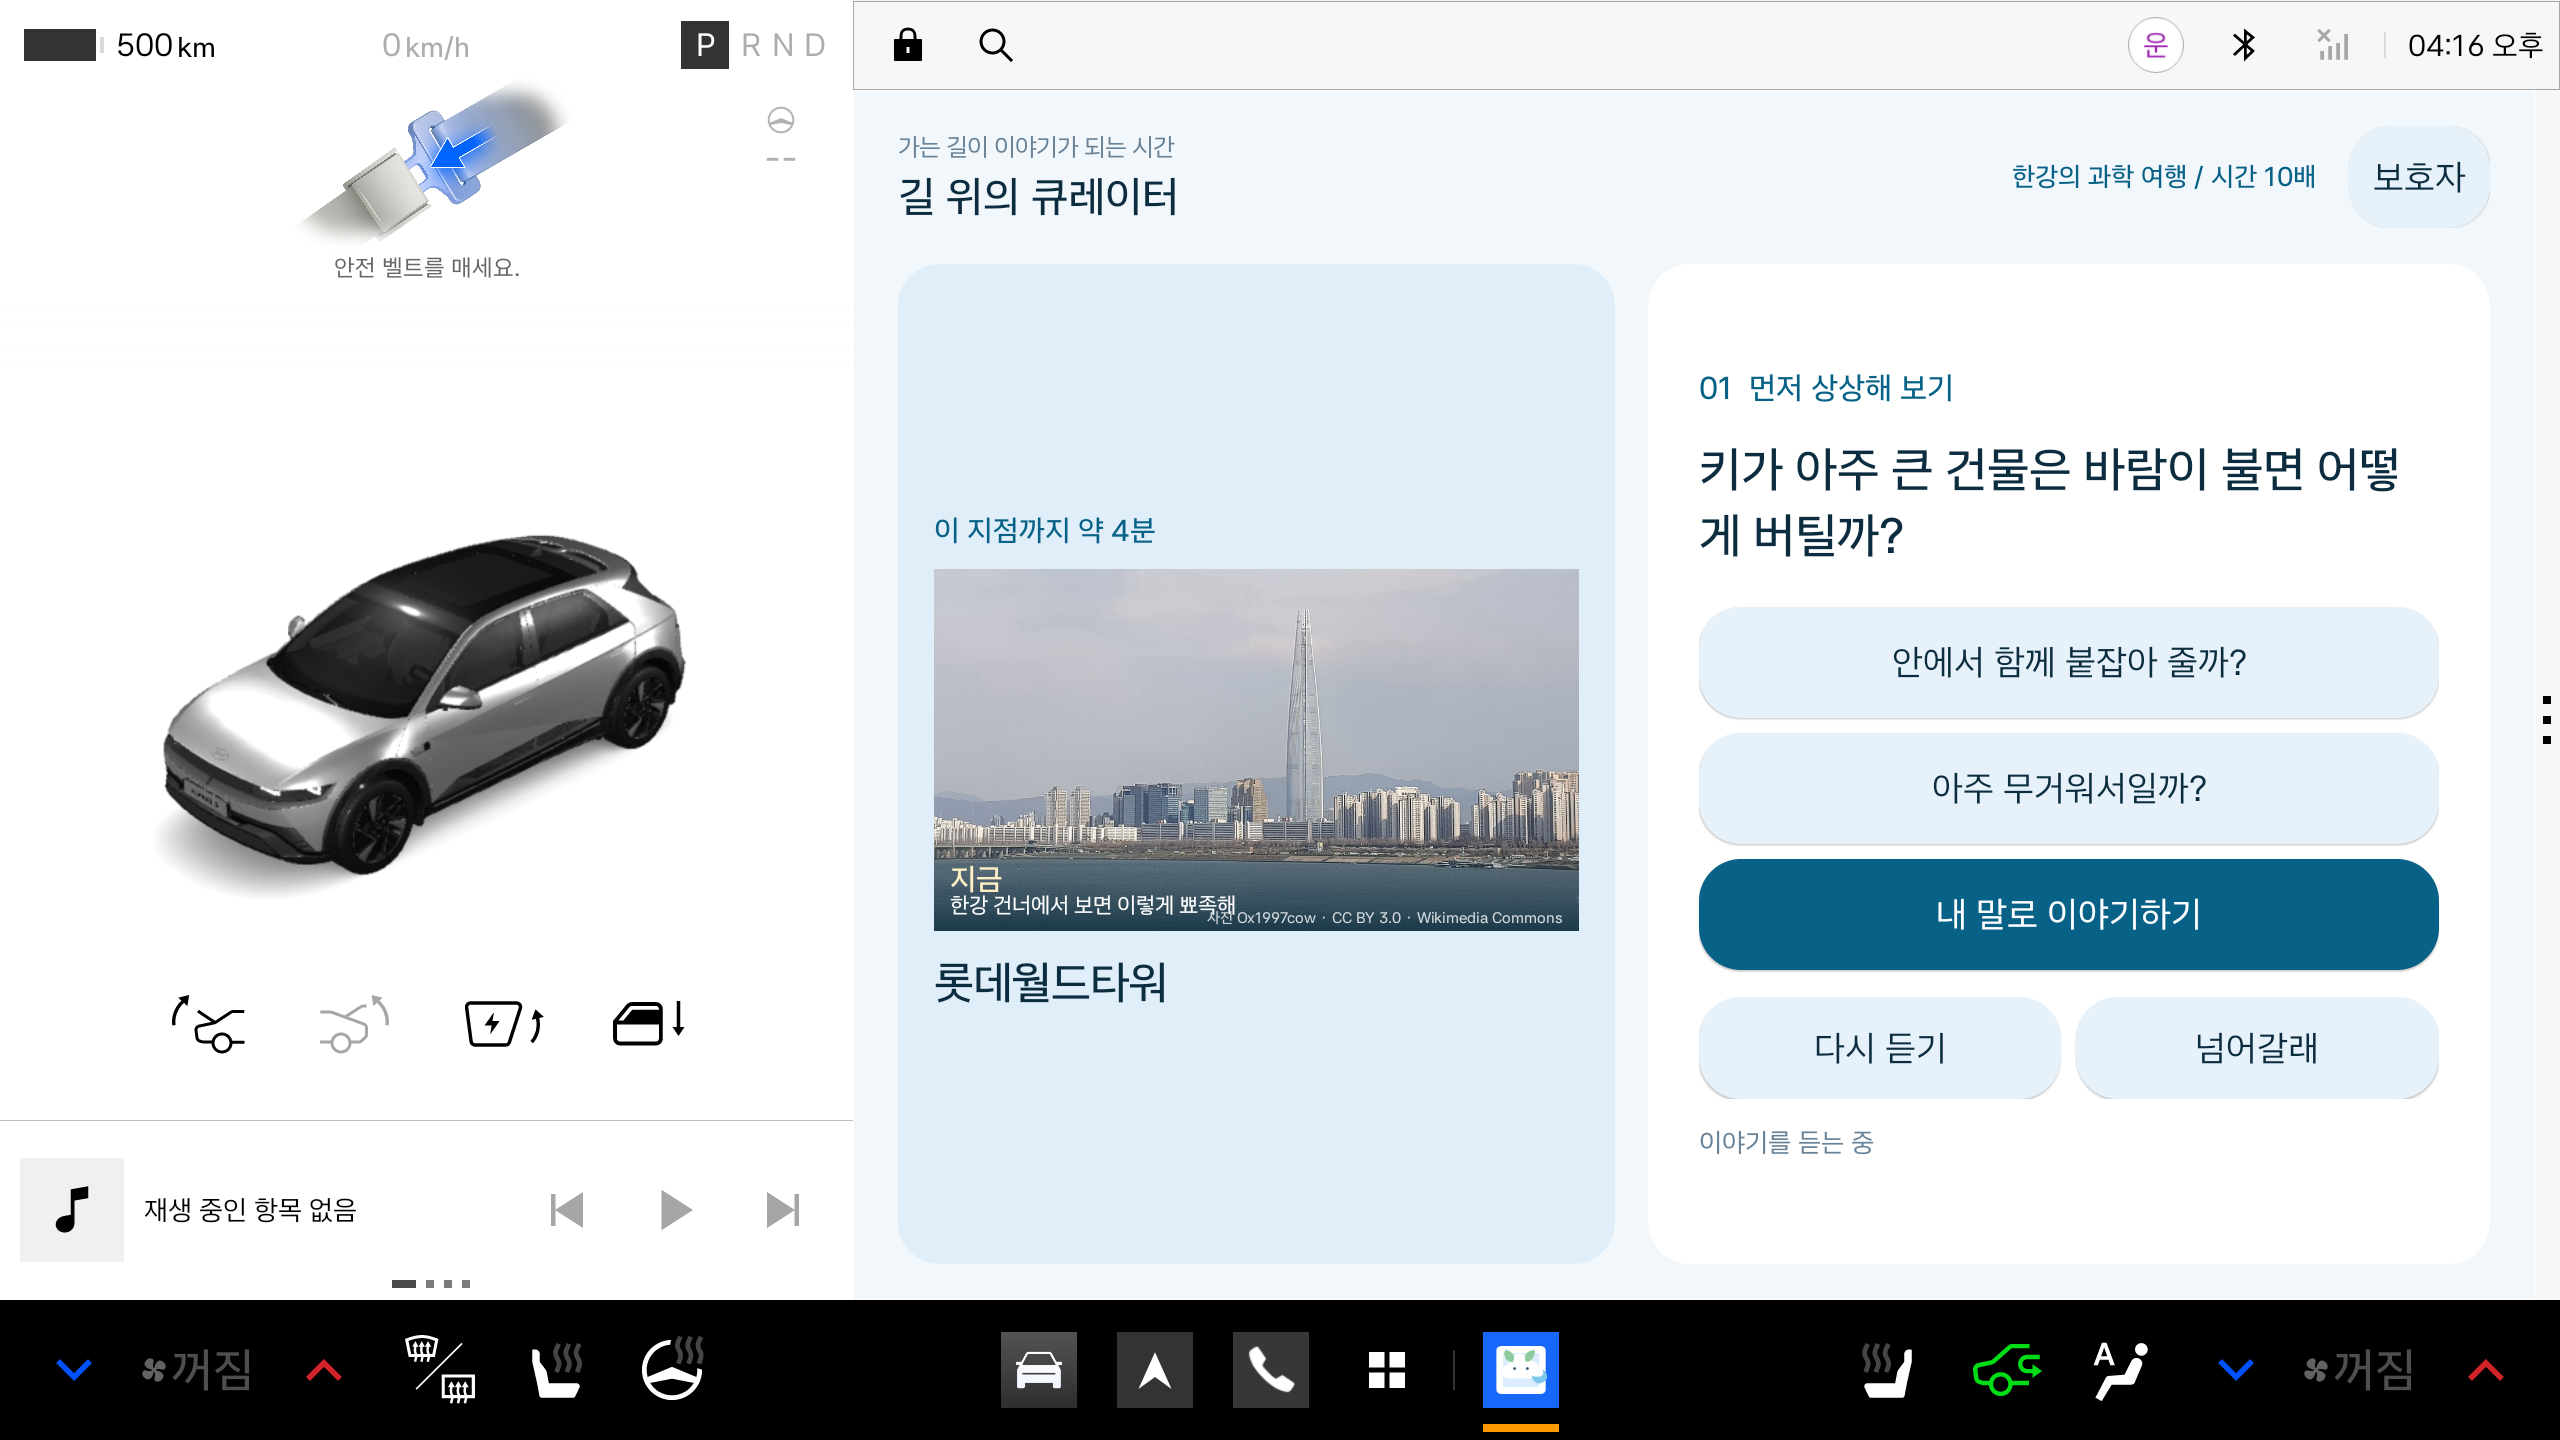 500 km
0 km/h
P R N D
안전 벨트를 매세요.
재생 중인 항목 없음
운
04:16 오후
가는 길이 이야기가 되는 시간
길 위의 큐레이터
한강의 과학 여행 / 시간 10배
보호자
이 지점까지 약 4분
지금
한강 건너에서 보면 이렇게 뾰족해
사진 Ox1997cow · CC BY 3.0 · Wikimedia Commons
롯데월드타워
01 먼저 상상해 보기
키가 아주 큰 건물은 바람이 불면 어떻
게 버틸까?
안에서 함께 붙잡아 줄까?
아주 무거워서일까?
내 말로 이야기하기
다시 듣기
넘어갈래
이야기를 듣는 중
꺼짐
A
꺼짐